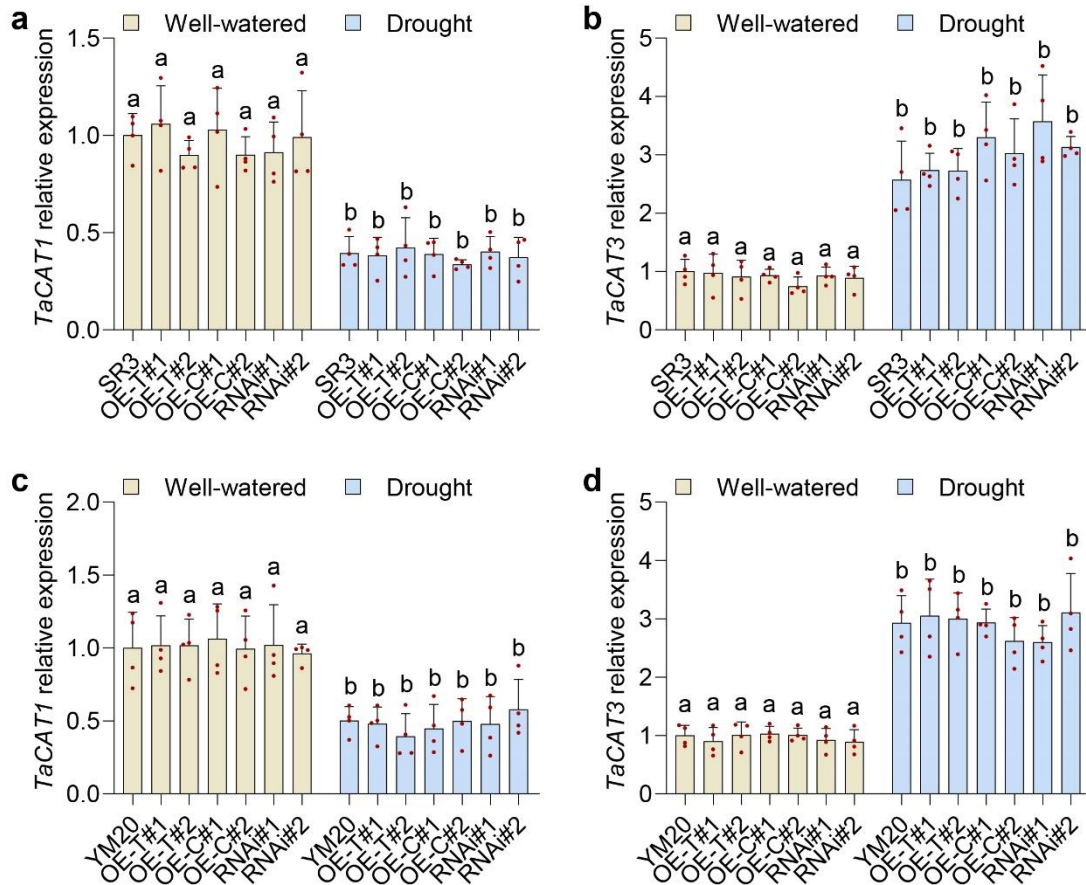 a
Well-watered Drought
TaCAT1 relative expression
1.5
1.0
0.5
0.0
a a a a a a a
b b b b b b b
SR3 OE-T#1 OE-T#2 OE-C#1 OE-C#2 RNAi#1 RNAi#2
SR3 OE-T#1 OE-T#2 OE-C#1 OE-C#2 RNAi#1 RNAi#2
b
Well-watered Drought
TaCAT3 relative expression
5
4
3
2
1
0
a a a a a a a
b b b b b b b
SR3 OE-T#1 OE-T#2 OE-C#1 OE-C#2 RNAi#1 RNAi#2
SR3 OE-T#1 OE-T#2 OE-C#1 OE-C#2 RNAi#1 RNAi#2
c
Well-watered Drought
TaCAT1 relative expression
2.0
1.5
1.0
0.5
0.0
a a a a a a a
b b b b b b b
YM20 OE-T#1 OE-T#2 OE-C#1 OE-C#2 RNAi#1 RNAi#2
YM20 OE-T#1 OE-T#2 OE-C#1 OE-C#2 RNAi#1 RNAi#2
d
Well-watered Drought
TaCAT3 relative expression
5
4
3
2
1
0
a a a a a a a
b b b b b b b
YM20 OE-T#1 OE-T#2 OE-C#1 OE-C#2 RNAi#1 RNAi#2
YM20 OE-T#1 OE-T#2 OE-C#1 OE-C#2 RNAi#1 RNAi#2